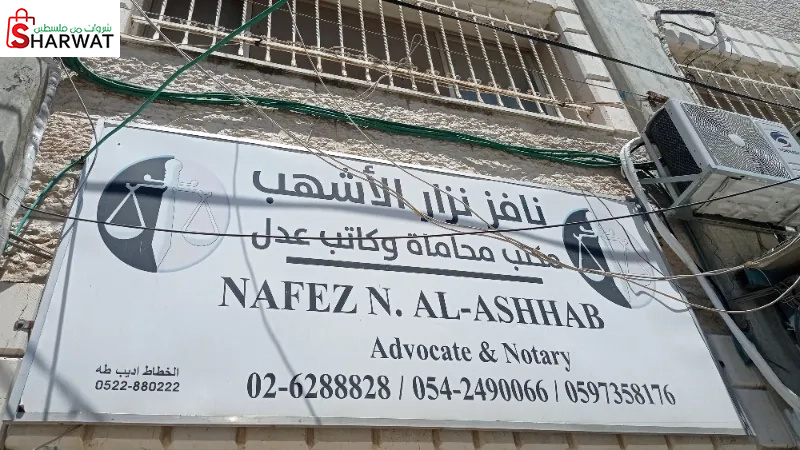 شروات من فلسطين
SHARWAT
نافز نزار الأشهب
مكتب محاماة وكاتب عدل
NAFEZ N. AL-ASHHAB
Advocate & Notary
02-6288828 / 054-2490066 / 0597358176
الخطاط اديب طه
0522-880222